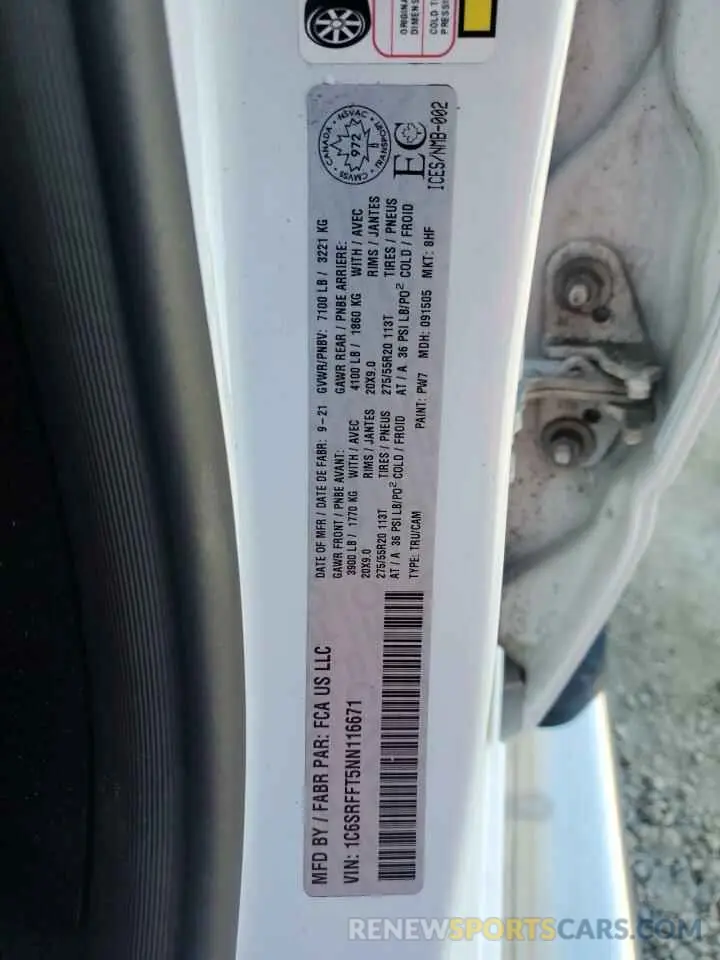 ORIGINA
DIMENS
COLD T
PRESSI
CANADA · NSVAC · TRANSPORT · CMVSS
972
EC
ICES/NMB-002
MFD BY / FABR PAR: FCA US LLC
DATE OF MFR / DATE DE FABR: 9-21 GVWR/PNBV: 7100 LB / 3221 KG
GAWR FRONT / PNBE AVANT: GAWR REAR / PNBE ARRIERE:
3900 LB / 1770 KG WITH / AVEC 4100 LB / 1860 KG WITH / AVEC
20X9.0 RIMS / JANTES 20X9.0 RIMS / JANTES
275/55R20 113T TIRES / PNEUS 275/55R20 113T TIRES / PNEUS
AT / A 36 PSI LB/PO² COLD / FROID AT / A 36 PSI LB/PO² COLD / FROID
VIN: 1C6SRFFT5NN116671 TYPE: TRU/CAM PAINT: PW7 MDH: 091505 MKT: 8HF
RENEWSPORTSCARS.COM